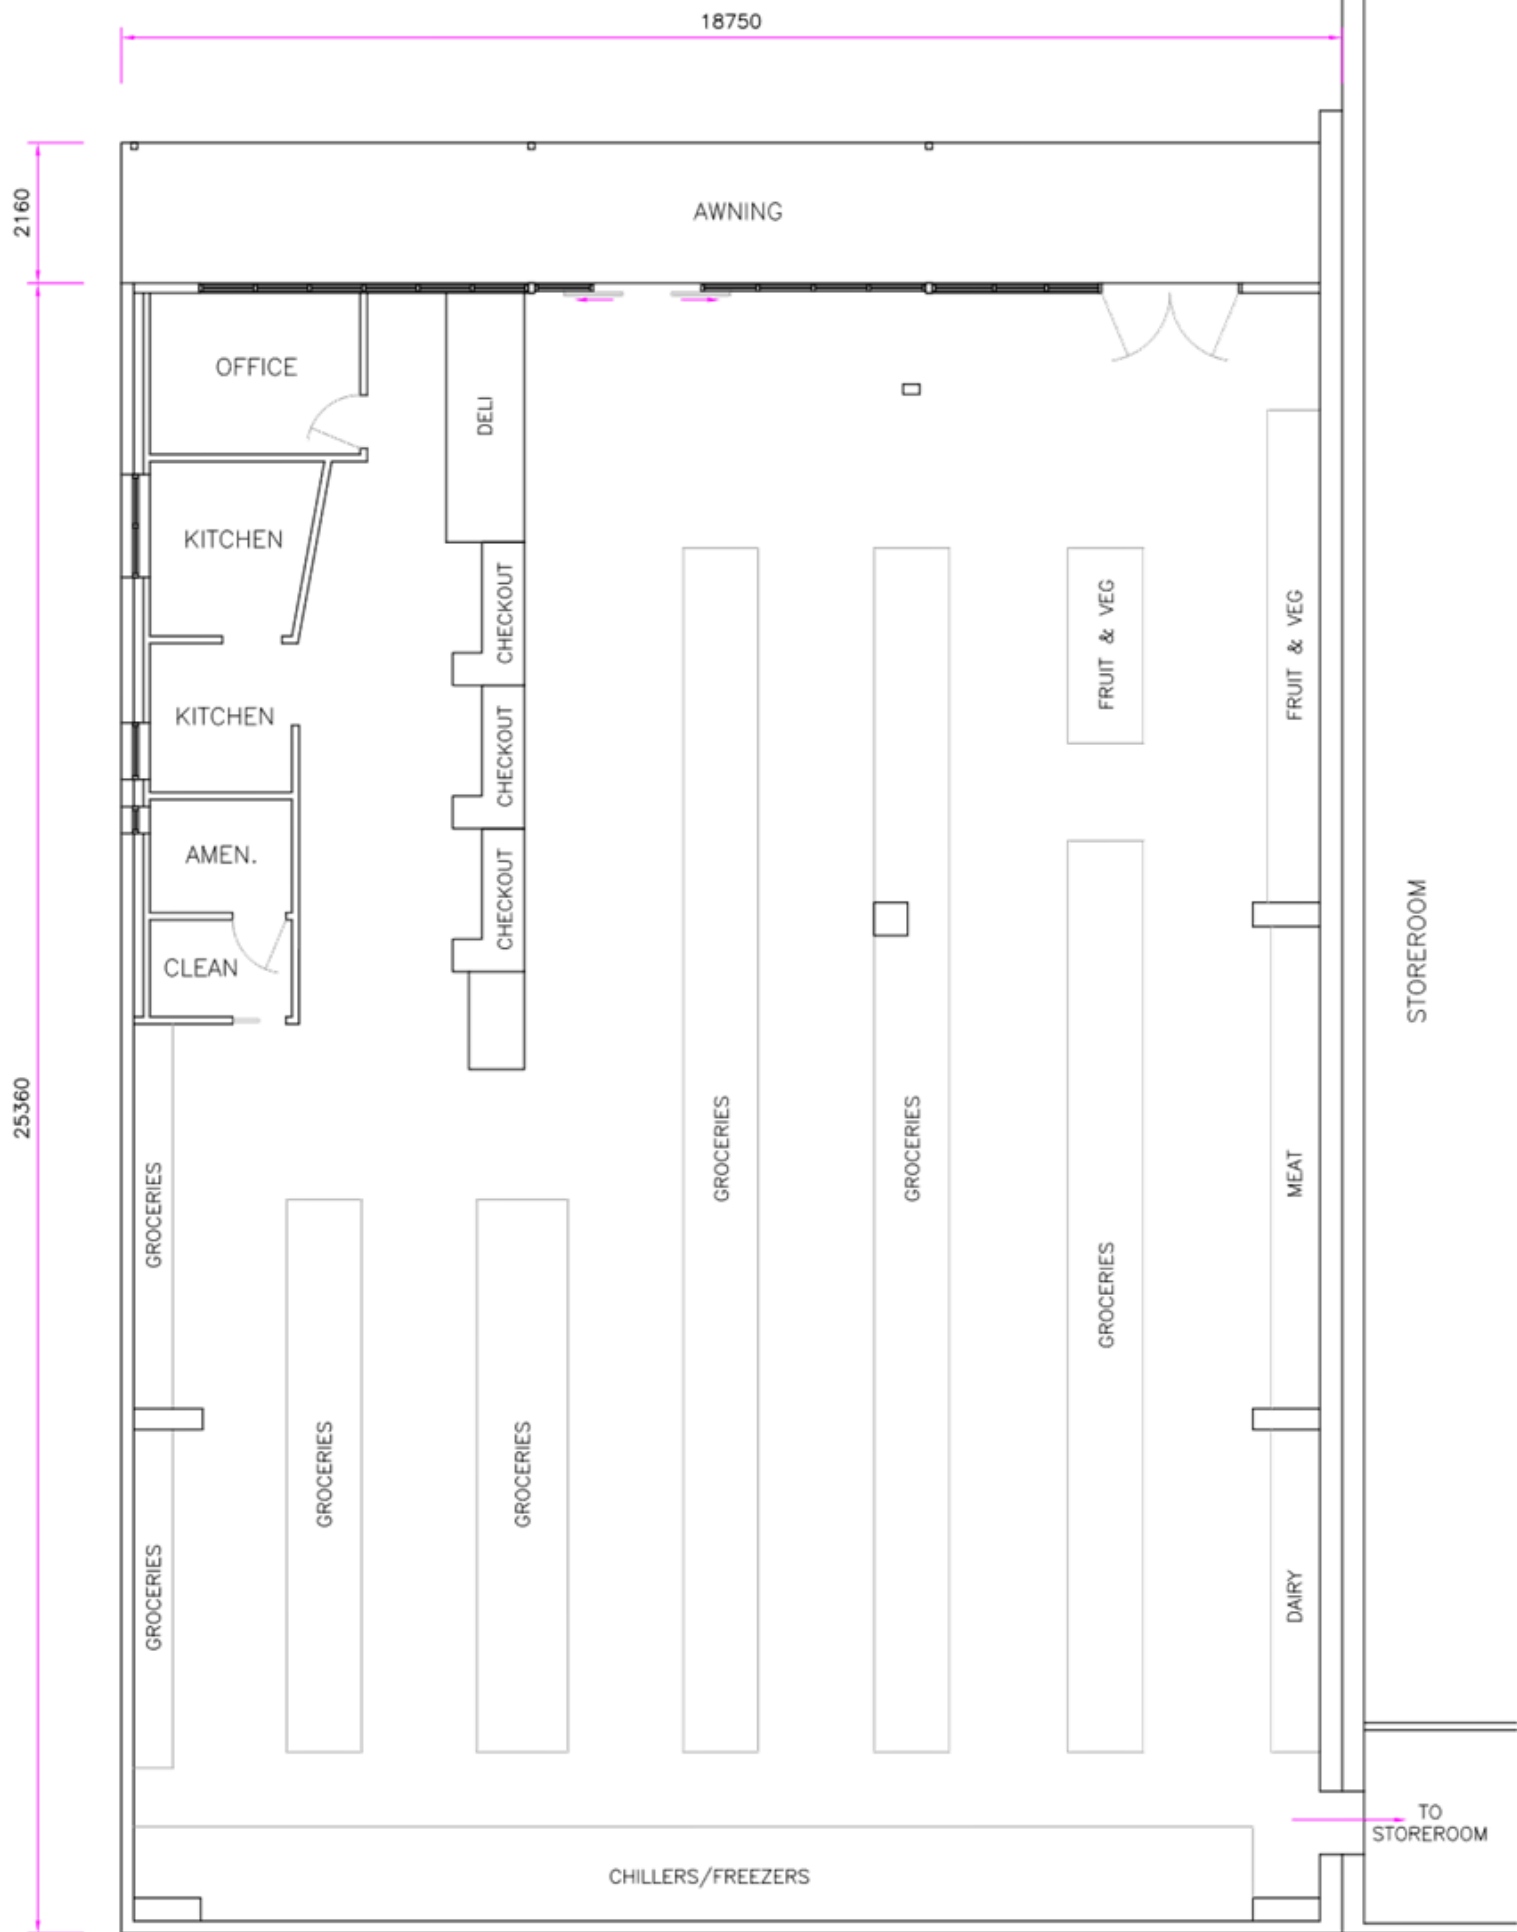 18750
2160
AWNING
OFFICE
DELI
KITCHEN
CHECKOUT
FRUIT & VEG
FRUIT & VEG
KITCHEN
CHECKOUT
AMEN.
CHECKOUT
CLEAN
STOREROOM
25360
GROCERIES
GROCERIES
GROCERIES
MEAT
GROCERIES
GROCERIES
GROCERIES
GROCERIES
DAIRY
TO
STOREROOM
CHILLERS/FREEZERS